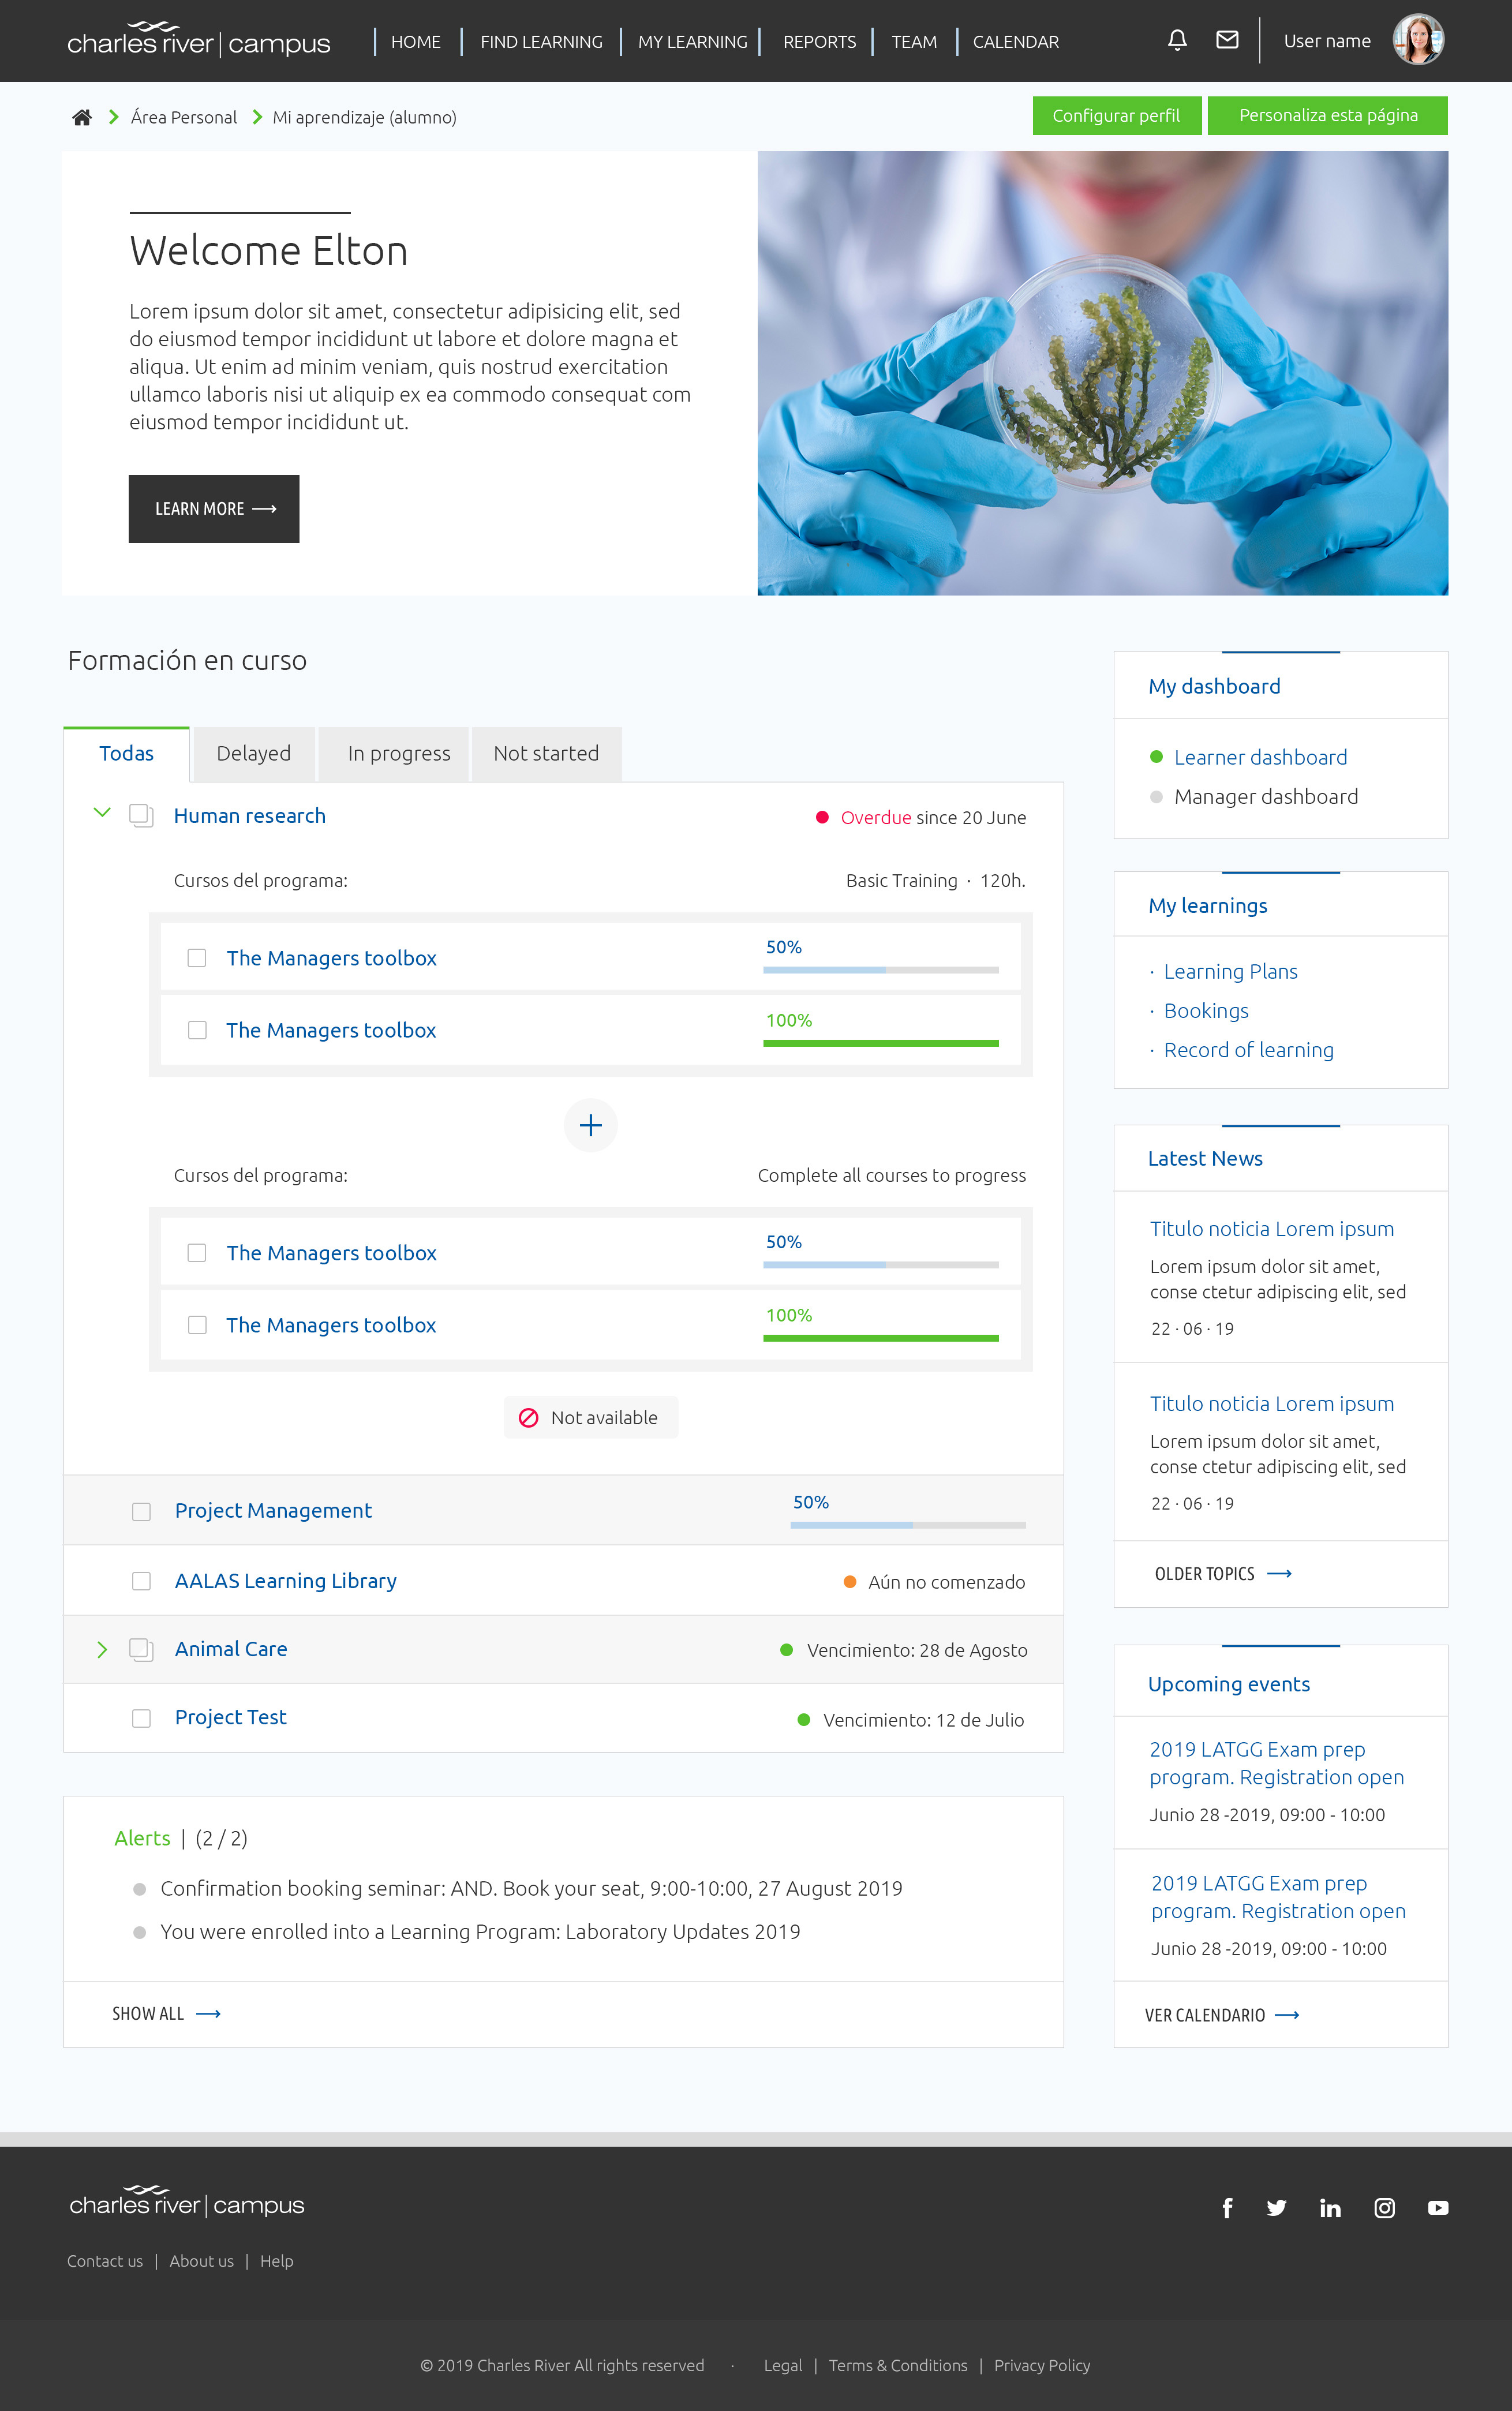 charles river | campus
HOME
FIND LEARNING
MY LEARNING
REPORTS
TEAM
CALENDAR
User name
Área Personal
Mi aprendizaje (alumno)
Configurar perfil
Personaliza esta página
Welcome Elton
Lorem ipsum dolor sit amet, consectetur adipisicing elit, sed
do eiusmod tempor incididunt ut labore et dolore magna et
aliqua. Ut enim ad minim veniam, quis nostrud exercitation
ullamco laboris nisi ut aliquip ex ea commodo consequat com
eiusmod tempor incididunt ut.
LEARN MORE
Formación en curso
Todas
Delayed
In progress
Not started
Human research
Overdue since 20 June
Cursos del programa:
Basic Training · 120h.
The Managers toolbox
50%
The Managers toolbox
100%
Cursos del programa:
Complete all courses to progress
The Managers toolbox
50%
The Managers toolbox
100%
Not available
Project Management
50%
AALAS Learning Library
Aún no comenzado
Animal Care
Vencimiento: 28 de Agosto
Project Test
Vencimiento: 12 de Julio
Alerts | (2 / 2)
Confirmation booking seminar: AND. Book your seat, 9:00-10:00, 27 August 2019
You were enrolled into a Learning Program: Laboratory Updates 2019
SHOW ALL
My dashboard
Learner dashboard
Manager dashboard
My learnings
· Learning Plans
· Bookings
· Record of learning
Latest News
Titulo noticia Lorem ipsum
Lorem ipsum dolor sit amet,
conse ctetur adipiscing elit, sed
22 · 06 · 19
Titulo noticia Lorem ipsum
Lorem ipsum dolor sit amet,
conse ctetur adipiscing elit, sed
22 · 06 · 19
OLDER TOPICS
Upcoming events
2019 LATGG Exam prep
program. Registration open
Junio 28 -2019, 09:00 - 10:00
2019 LATGG Exam prep
program. Registration open
Junio 28 -2019, 09:00 - 10:00
VER CALENDARIO
charles river | campus
Contact us | About us | Help
© 2019 Charles River All rights reserved · Legal | Terms & Conditions | Privacy Policy